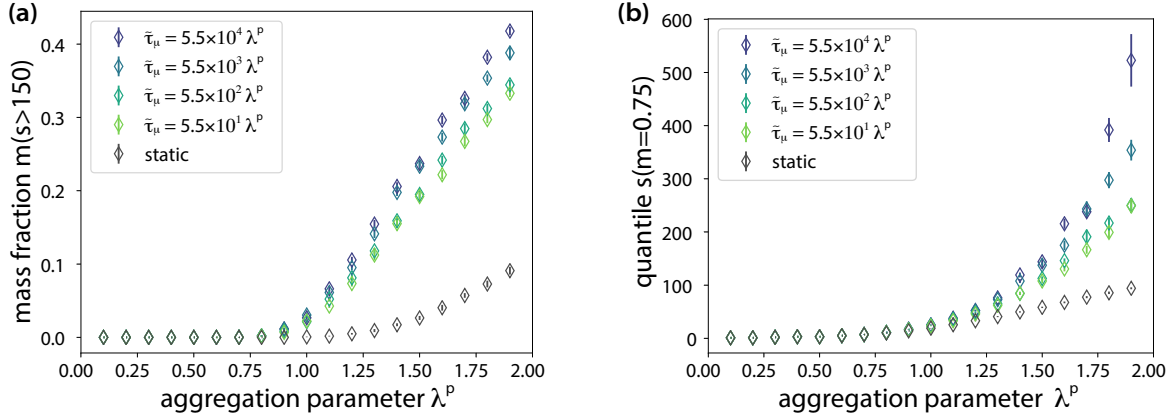 (a)
mass fraction m(s>150)
0.4
0.3
0.2
0.1
0.0
τ̃μ = 5.5×10⁴ λᵖ
τ̃μ = 5.5×10³ λᵖ
τ̃μ = 5.5×10² λᵖ
τ̃μ = 5.5×10¹ λᵖ
static
0.00 0.25 0.50 0.75 1.00 1.25 1.50 1.75 2.00
aggregation parameter λᵖ
(b)
quantile s(m=0.75)
600
500
400
300
200
100
0
τ̃μ = 5.5×10⁴ λᵖ
τ̃μ = 5.5×10³ λᵖ
τ̃μ = 5.5×10² λᵖ
τ̃μ = 5.5×10¹ λᵖ
static
0.00 0.25 0.50 0.75 1.00 1.25 1.50 1.75 2.00
aggregation parameter λᵖ